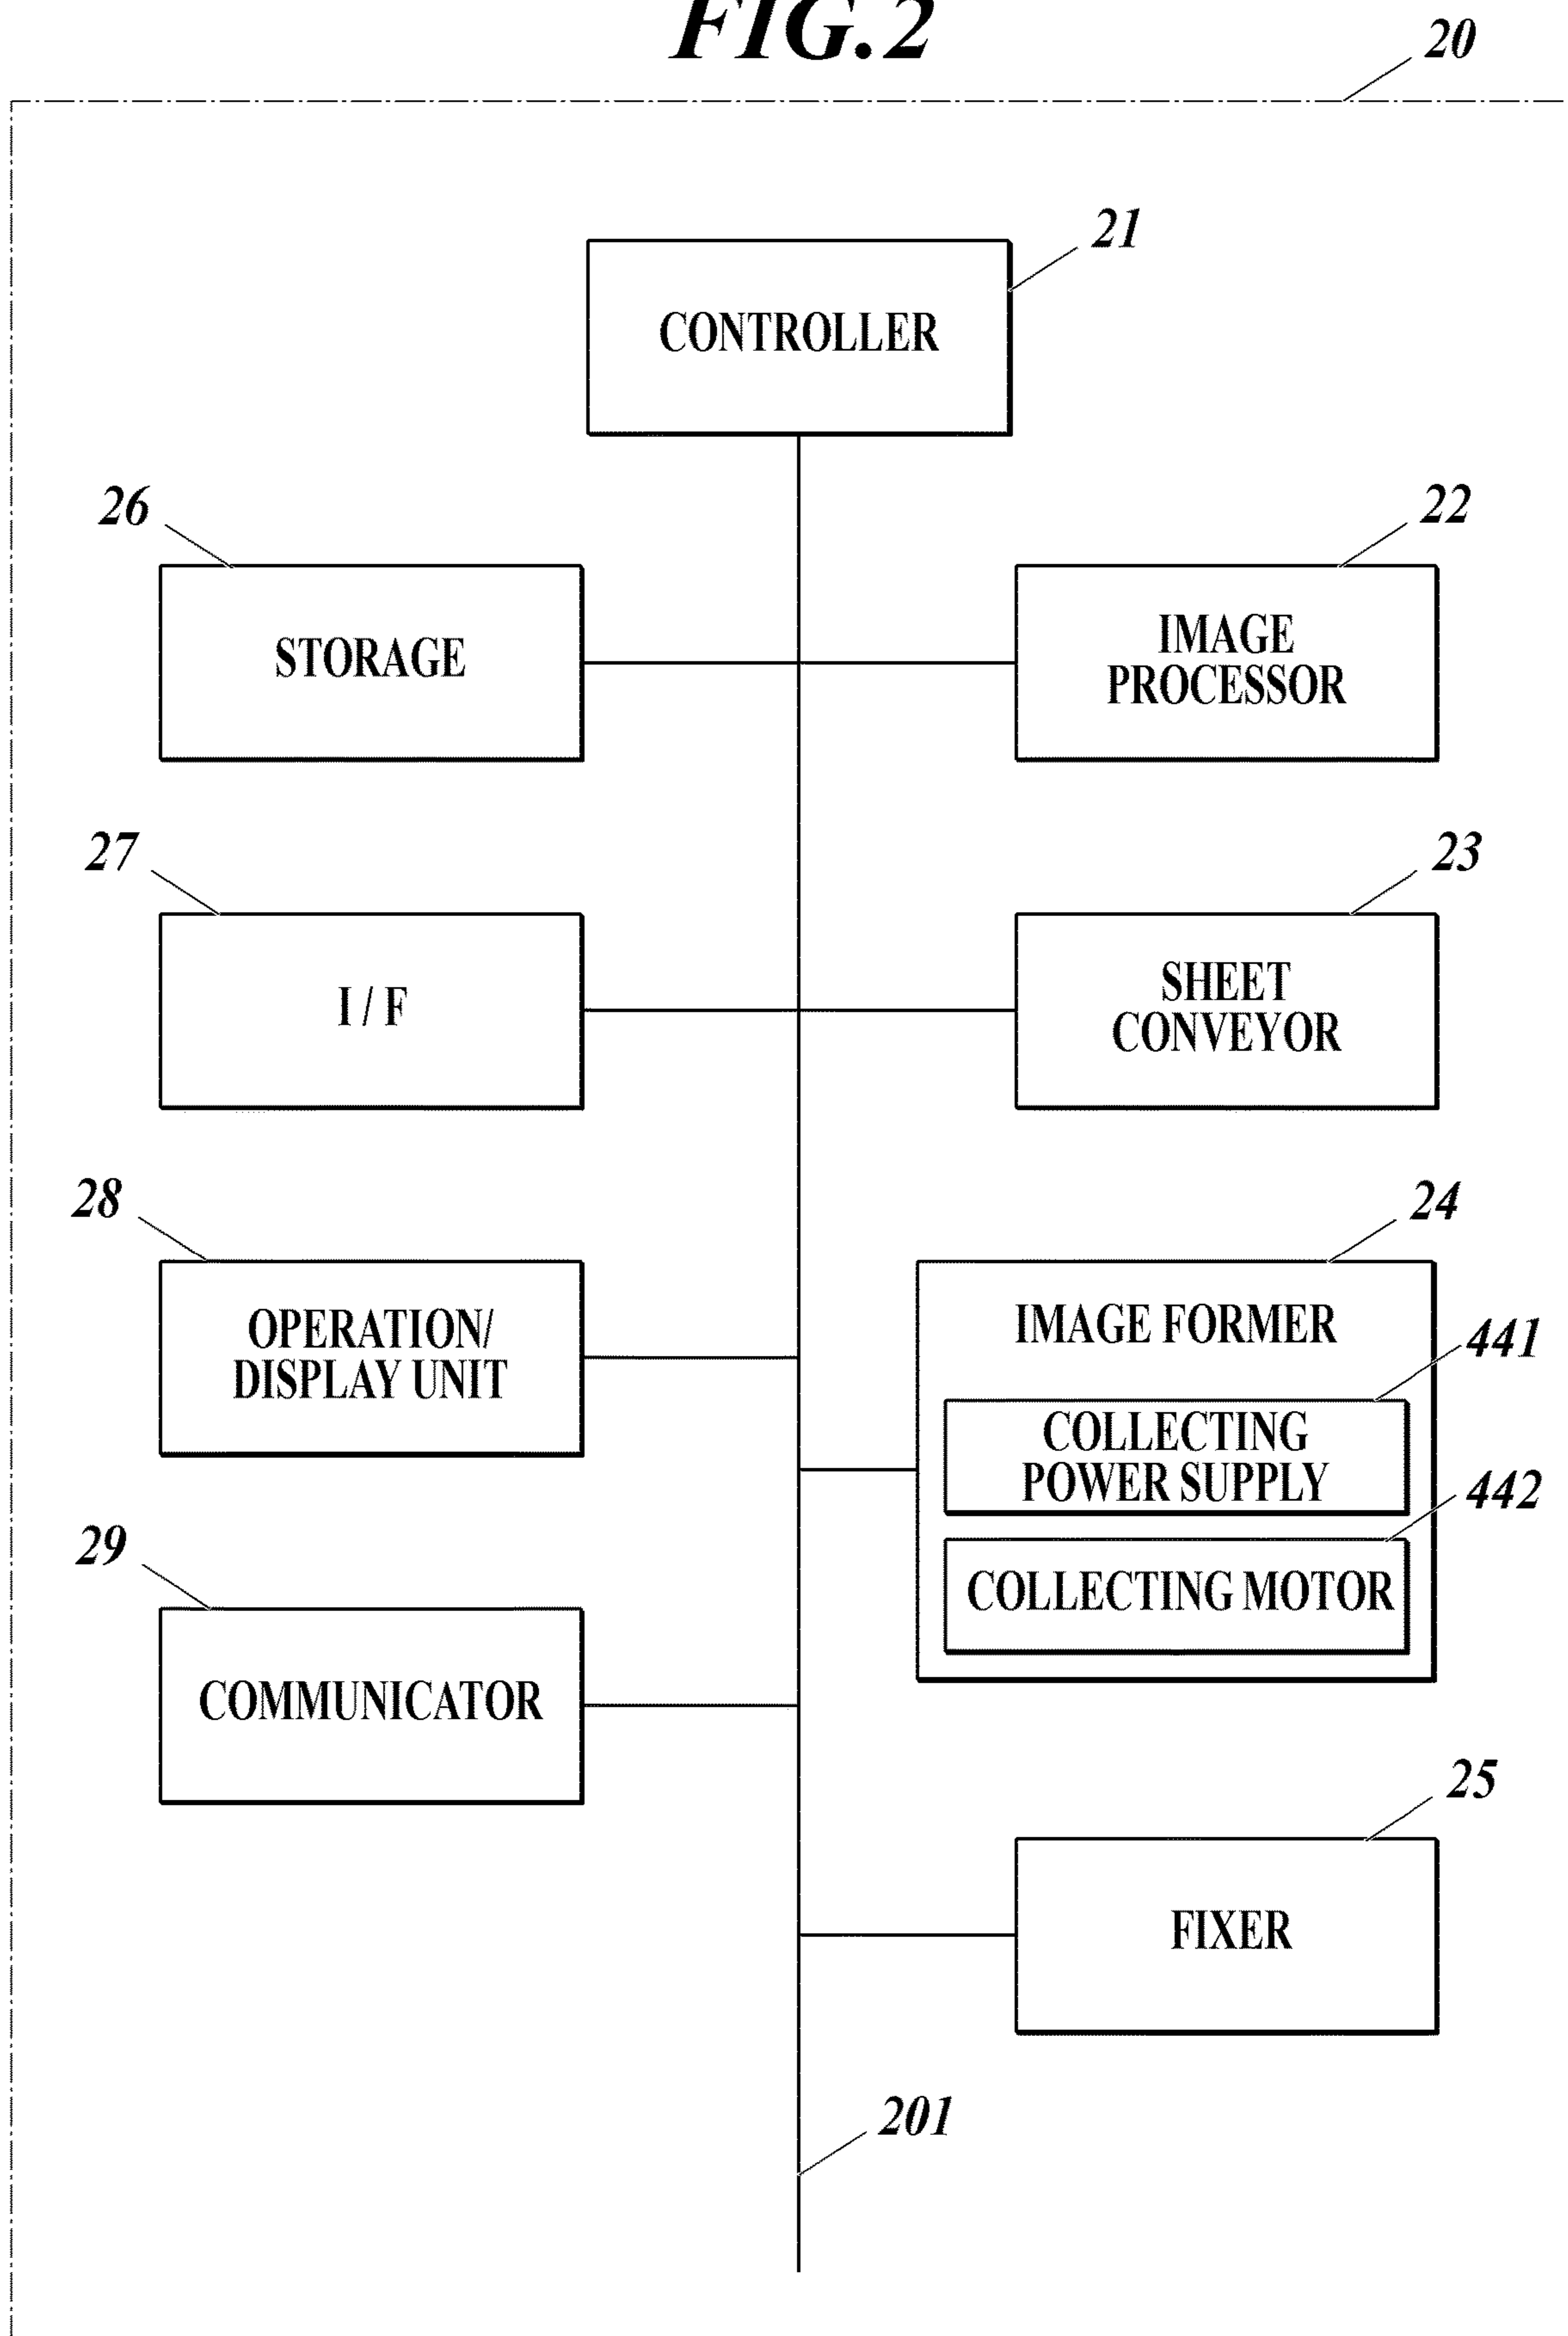 FIG.2
20
21
CONTROLLER
26
22
STORAGE
IMAGE
PROCESSOR
27
23
I / F
SHEET
CONVEYOR
28
24
OPERATION/
DISPLAY UNIT
IMAGE FORMER
441
COLLECTING
POWER SUPPLY
442
COLLECTING MOTOR
29
COMMUNICATOR
25
FIXER
201